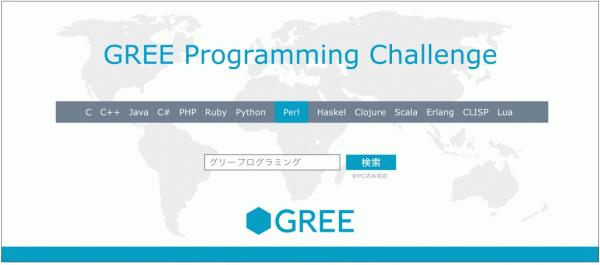 GREE Programming Challenge
C C++ Java C# PHP Ruby Python Perl Haskel Clojure Scala Erlang CLISP Lua
グリープログラミング 検索
※PCのみ対応
GREE